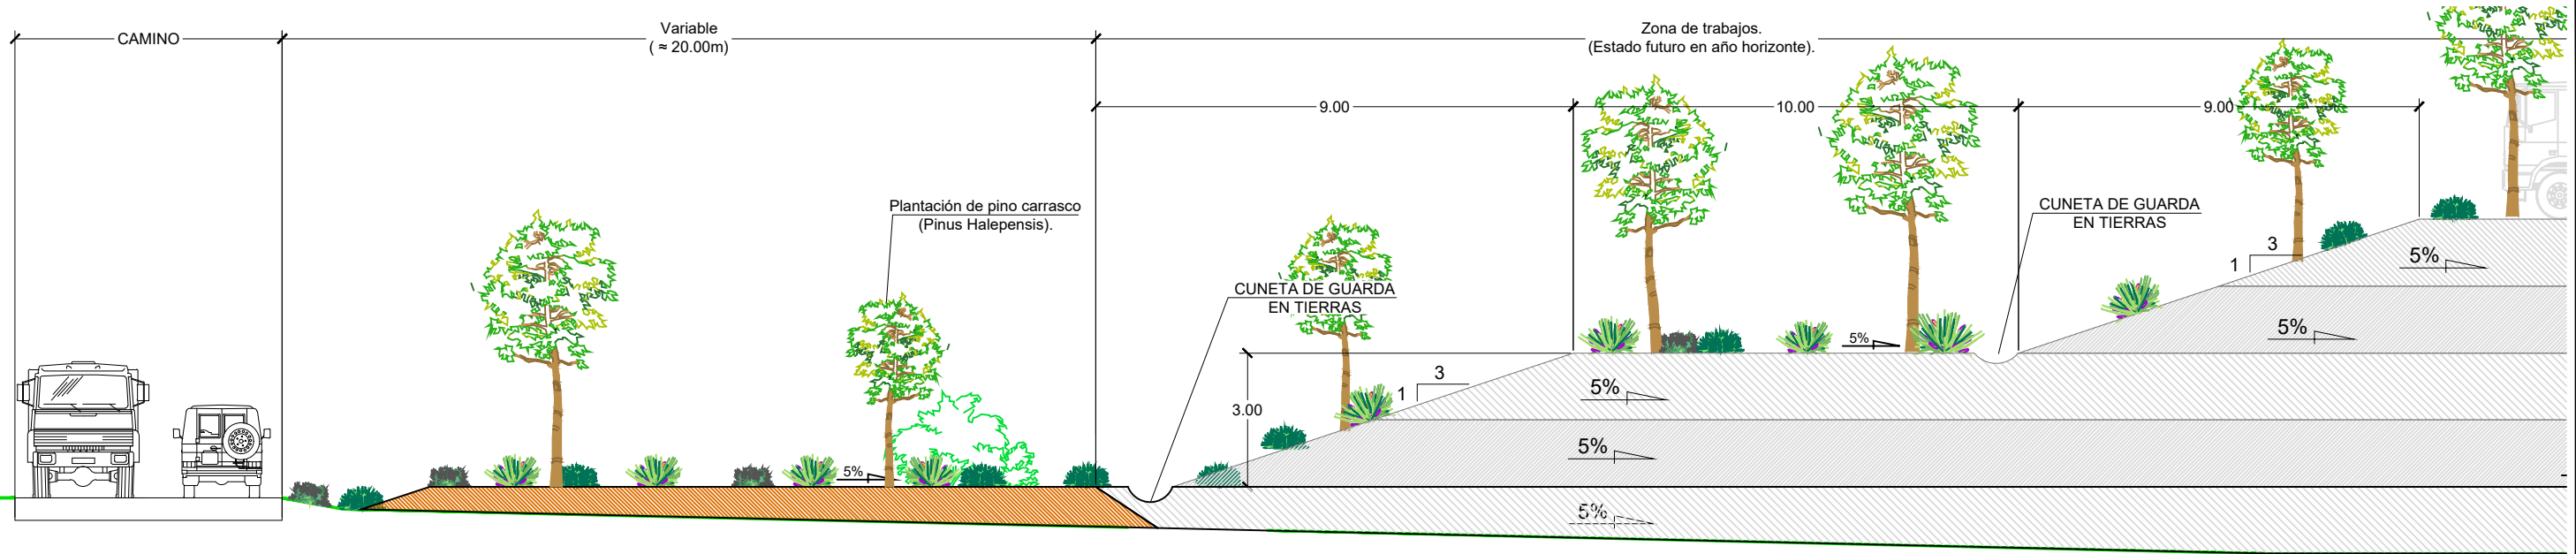 CAMINO
Variable
( ≈ 20.00m)
Zona de trabajos.
(Estado futuro en año horizonte).
9.00
10.00
9.00
Plantación de pino carrasco
(Pinus Halepensis).
CUNETA DE GUARDA
EN TIERRAS
CUNETA DE GUARDA
EN TIERRAS
3
1
5%
5%
5%
3
1
5%
3.00
5%
5%
5%